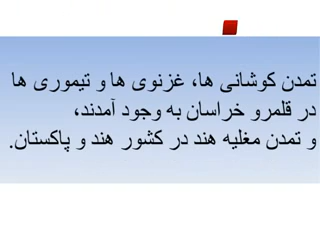 تمدن کوشانی ها، غزنوی ها و تیموری ها
در قلمرو خراسان به وجود آمدند،
و تمدن مغلیه هند در کشور هند و پاکستان.